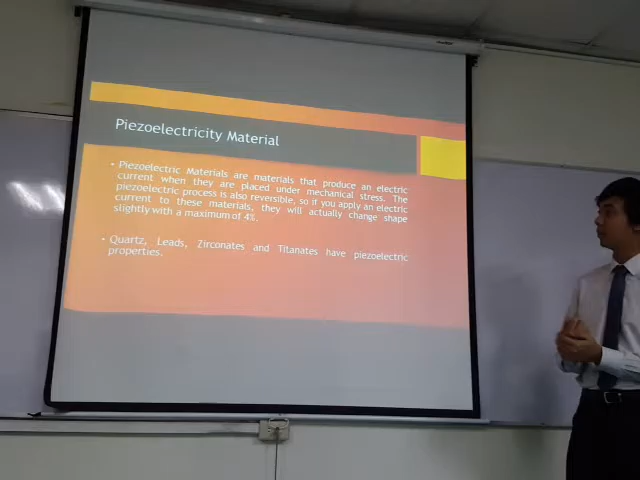 Piezoelectricity Material
• Piezoelectric Materials are materials that produce an electric
current when they are placed under mechanical stress. The
piezoelectric process is also reversible, so if you apply an electric
current to these materials, they will actually change shape
slightly with a maximum of 4%.
• Quartz, Leads, Zirconates and Titanates have piezoelectric
properties.